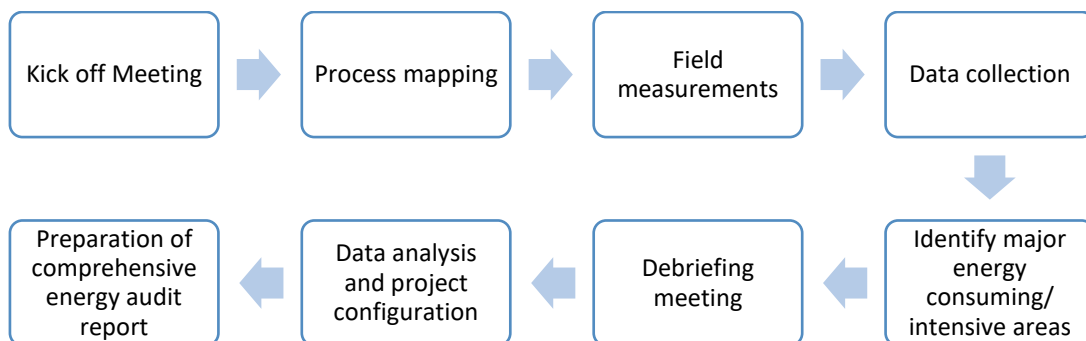 Kick off Meeting
Process mapping
Field
measurements
Data collection
Identify major
energy
consuming/
intensive areas
Debriefing
meeting
Data analysis
and project
configuration
Preparation of
comprehensive
energy audit
report